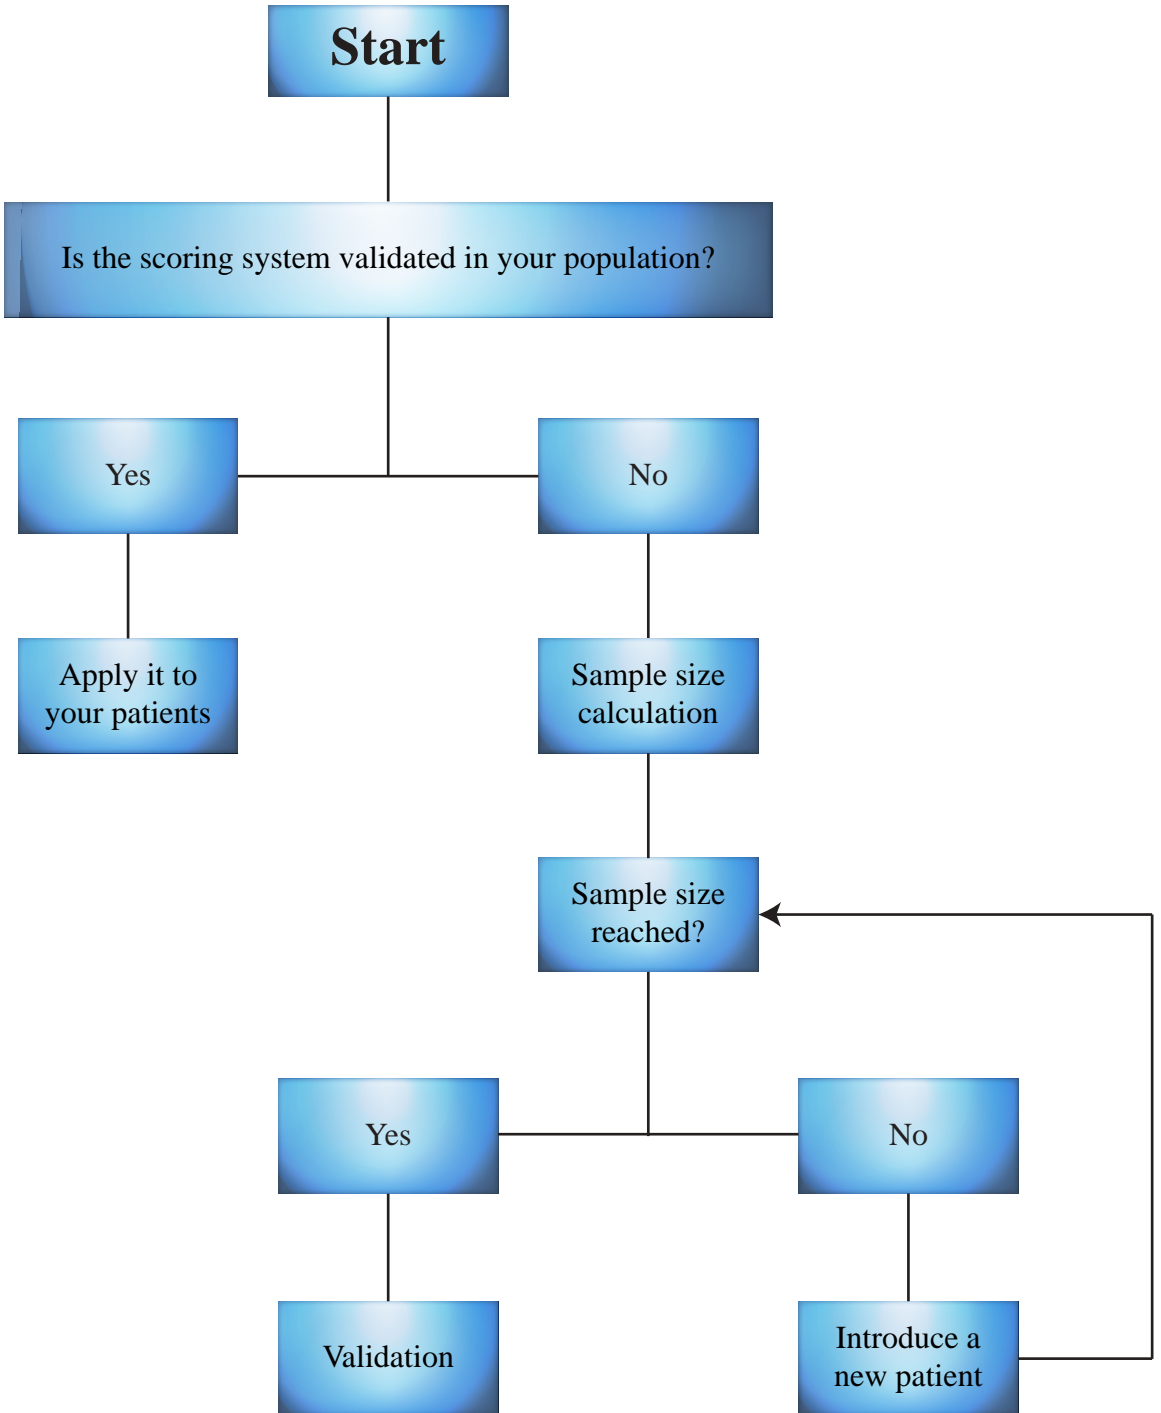 Start
Is the scoring system validated in your population?
Yes
No
Apply it to
your patients
Sample size
calculation
Sample size
reached?
Yes
No
Validation
Introduce a
new patient